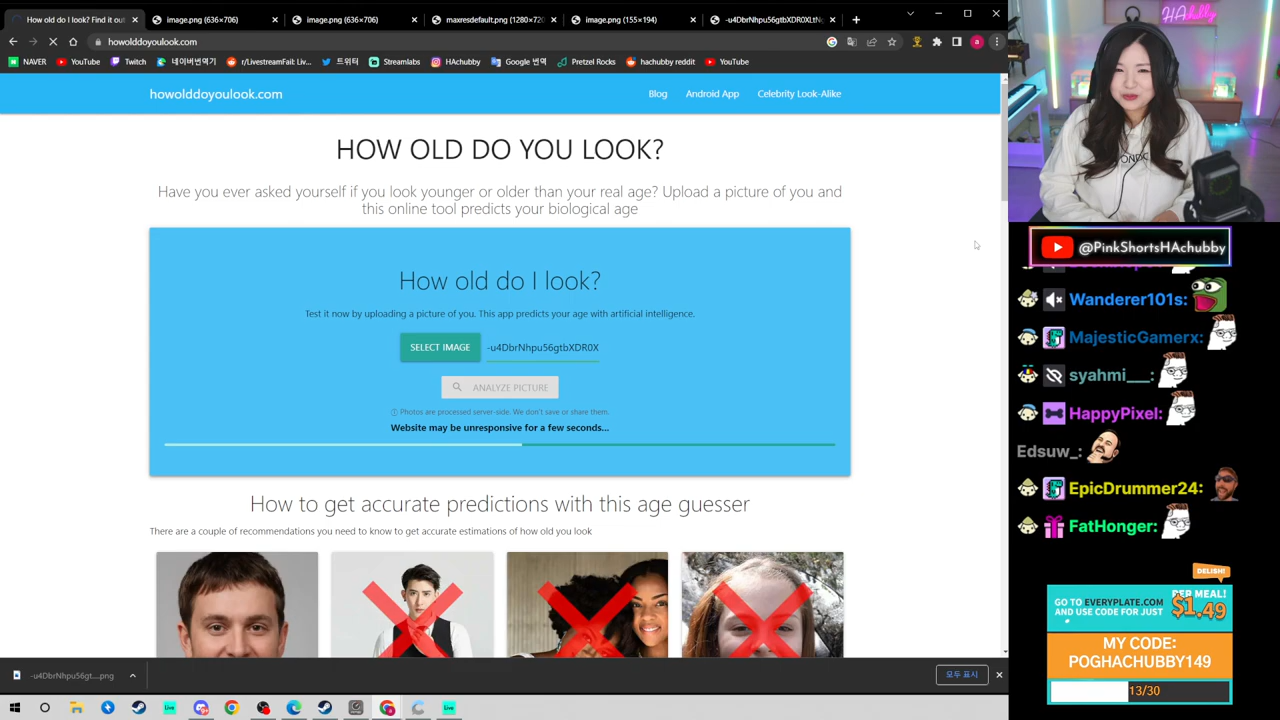 How old do you look? Find it out
image.png (636×706)
image.png (636×706)
maxresdefault.png (1280×720
image.png (155×194)
-u4DbrNhpu56gtbXDR0XLtN
howolddoyoulook.com
NAVER
YouTube
Twitch
네이버번역기
r/LivestreamFail: Live...
트위터
Streamlabs
HAchubby
Google 번역
Pretzel Rocks
hachubby reddit
YouTube
howolddoyoulook.com
Blog
Android App
Celebrity Look-Alike
HOW OLD DO YOU LOOK?
Have you ever asked yourself if you look younger or older than your real age? Upload a picture of you and
this online tool predicts your biological age
How old do I look?
Test it now by uploading a picture of you. This app predicts your age with artificial intelligence.
SELECT IMAGE
-u4DbrNhpu56gtbXDR0X
ANALYZE PICTURE
Photos are processed server-side. We don't save or share them.
Website may be unresponsive for a few seconds...
How to get accurate predictions with this age guesser
There are a couple of recommendations you need to know to get accurate estimations of how old you look
-u4DbrNhpu56gt....png
모두 표시
HAchubby
@PinkShortsHAchubby
Wanderer101s:
MajesticGamerx:
syahmi___:
HappyPixel:
Edsuw_:
EpicDrummer24:
FatHonger:
DELISH!
GO TO EVERYPLATE.COM
AND USE CODE FOR JUST
$1.49
PER MEAL!
MY CODE:
POGHACHUBBY149
13/30